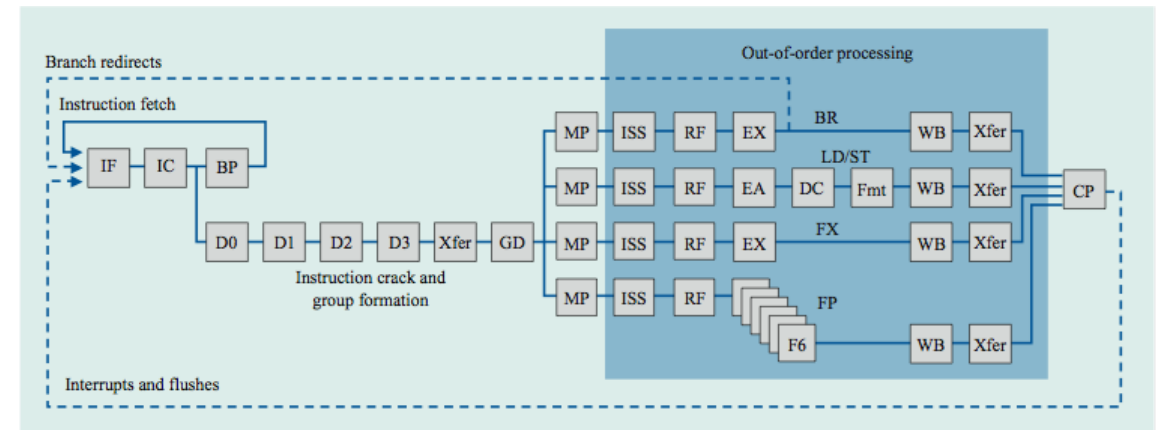 Out-of-order processing
Branch redirects
Instruction fetch
BR
MP ISS RF EX WB Xfer
IF IC BP
LD/ST
MP ISS RF EA DC Fmt WB Xfer CP
FX
D0 D1 D2 D3 Xfer GD MP ISS RF EX WB Xfer
Instruction crack and
group formation
MP ISS RF FP
F6 WB Xfer
Interrupts and flushes